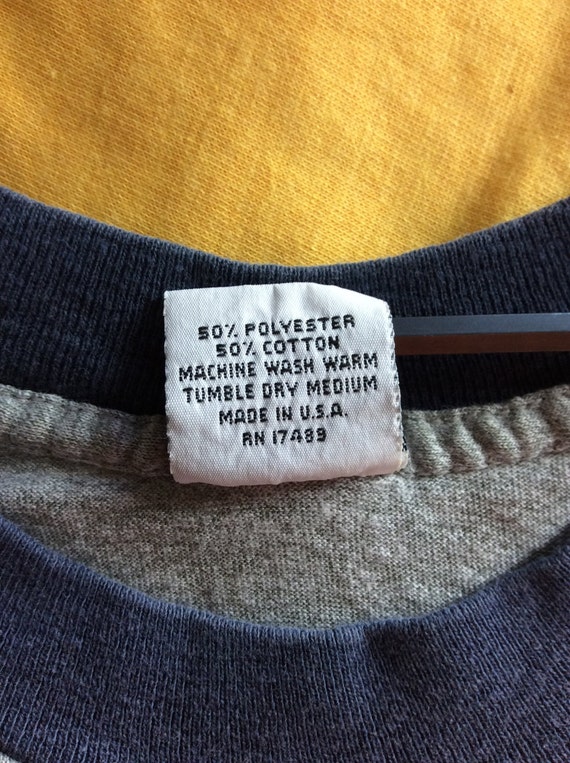 50% POLYESTER
50% COTTON
MACHINE WASH WARM
TUMBLE DRY MEDIUM
MADE IN U.S.A.
RN 17489